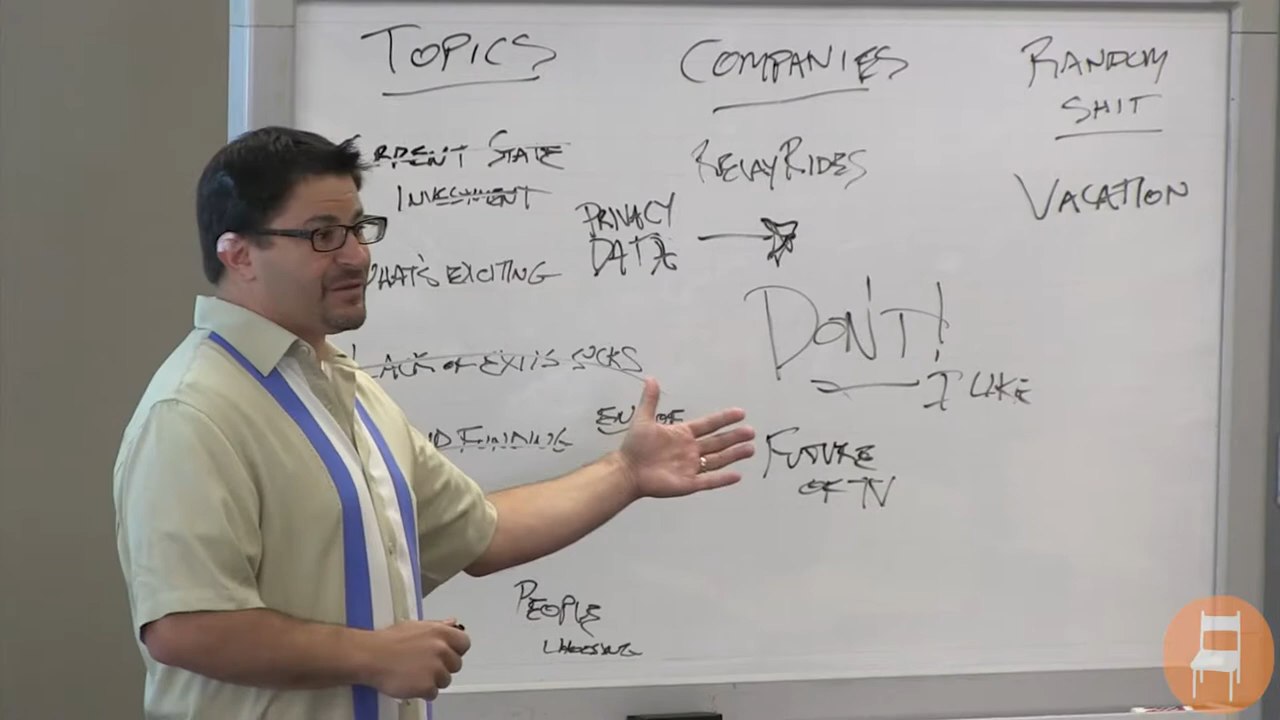 TOPICS
COMPANIES
RANDOM
SHIT
STATE
INVESTMENT
WHAT'S EXCITING
LACK OF EXITS SUCKS
FUNDING
PRIVACY
DATA
RELAYRIDES
DON'T!
I LIKE
FUTURE
OF TV
VACATION
PEOPLE